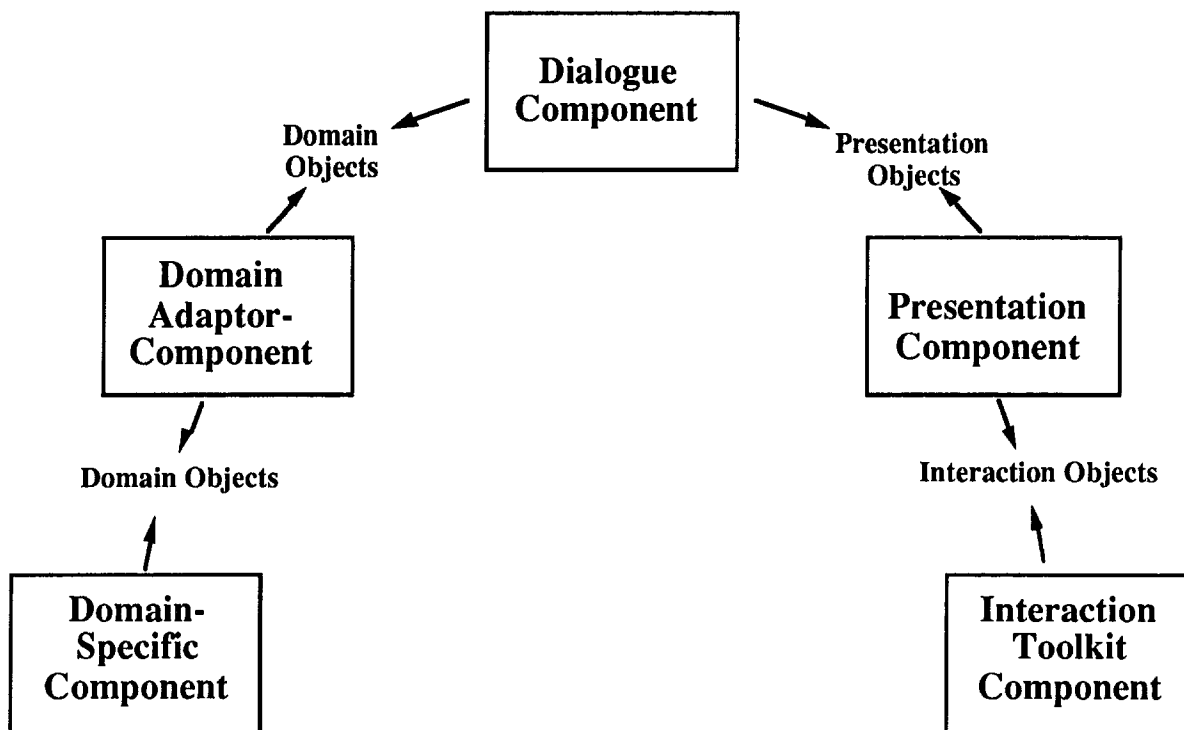 Dialogue
Component
Domain
Objects
Presentation
Objects
Domain
Adaptor-
Component
Presentation
Component
Domain Objects
Interaction Objects
Domain-
Specific
Component
Interaction
Toolkit
Component